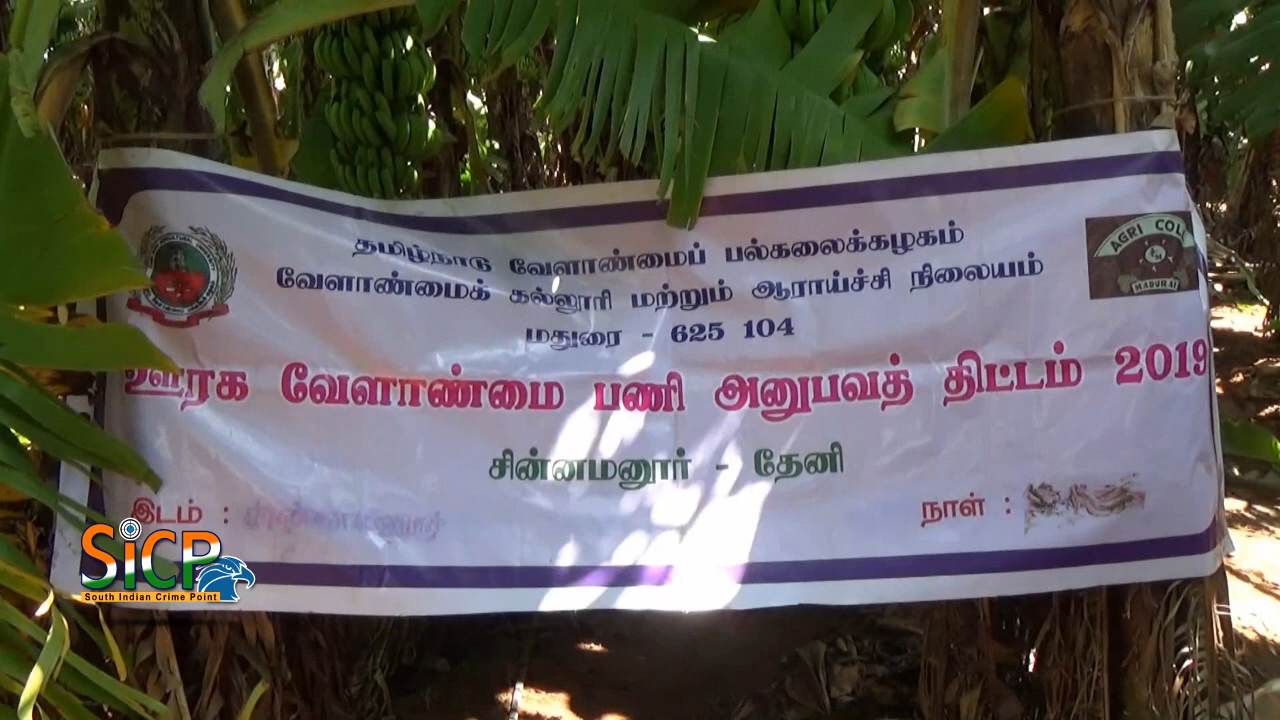 தமிழ்நாடு வேளாண்மைப் பல்கலைக்கழகம்
வேளாண்மைக் கல்லூரி மற்றும் ஆராய்ச்சி நிலையம்
மதுரை - 625 104
ஊரக வேளாண்மை பணி அனுபவத் திட்டம் 2019
சின்னமனூர் - தேனி
இடம் :
நாள் :
AGRI COLL
MADURAI
SiCP
South Indian Crime Point